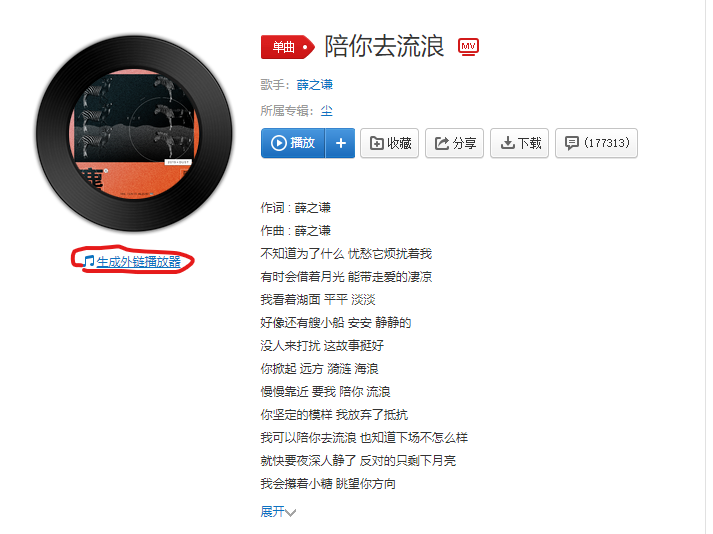 单曲 陪你去流浪 MV
歌手：薛之谦
所属专辑：尘
播放 + 收藏 分享 下载 (177313)
生成外链播放器
作词 : 薛之谦
作曲 : 薛之谦
不知道为了什么 忧愁它烦扰着我
有时会借着月光 能带走爱的凄凉
我看着湖面 平平 淡淡
好像还有艘小船 安安 静静的
没人来打扰 这故事挺好
你掀起 远方 漪涟 海浪
慢慢靠近 要我 陪你 流浪
你坚定的模样 我放弃了抵抗
我可以陪你去流浪 也知道下场不怎么样
就快要夜深人静了 反对的只剩下月亮
我会攥着小糖 眺望你方向
展开